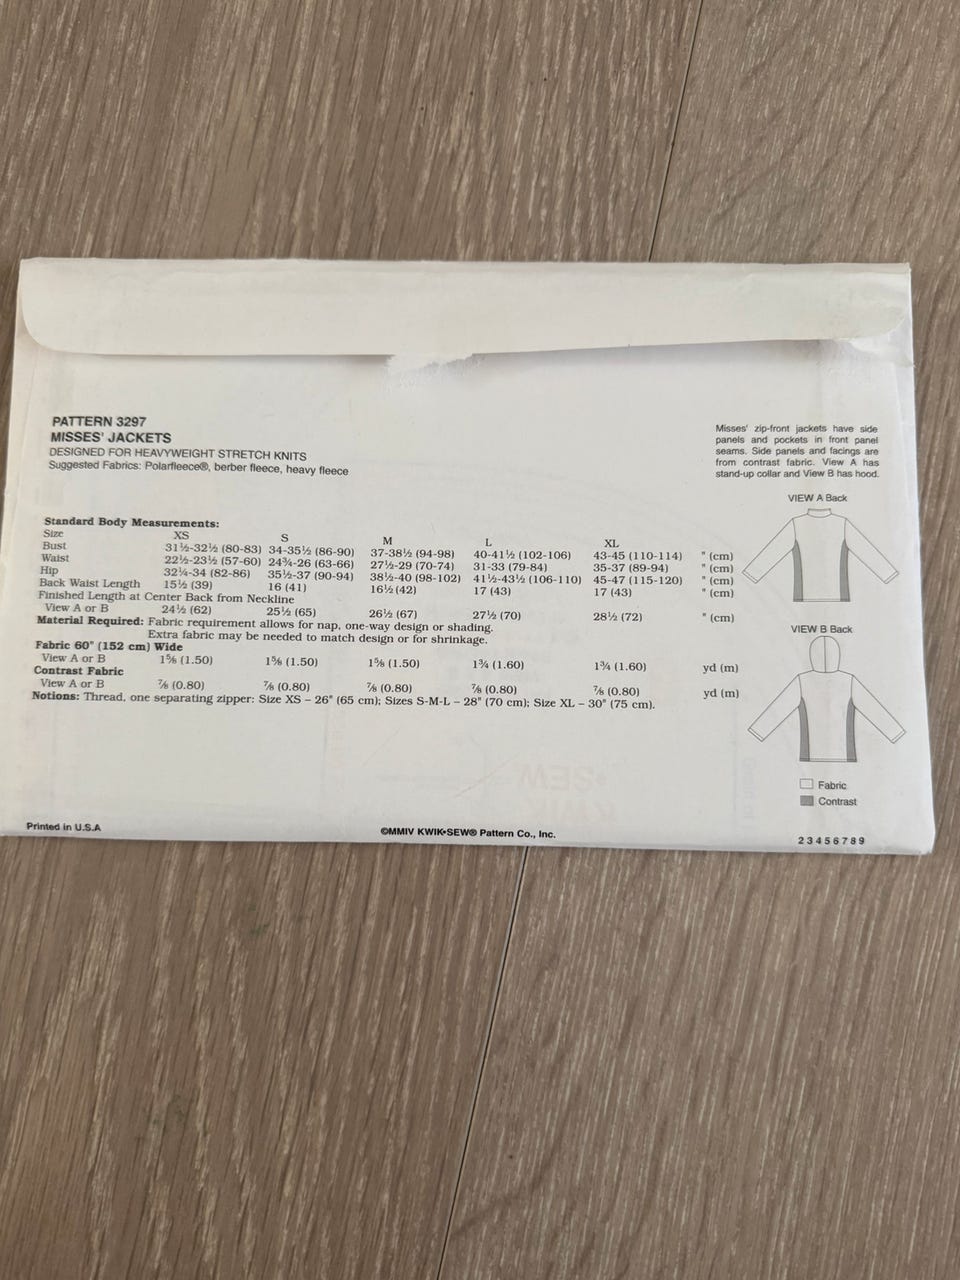 PATTERN 3297
MISSES' JACKETS
DESIGNED FOR HEAVYWEIGHT STRETCH KNITS
Suggested Fabrics: Polarfleece®, berber fleece, heavy fleece
Misses' zip-front jackets have side
panels and pockets in front panel
seams. Side panels and facings are
from contrast fabric. View A has
stand-up collar and View B has hood.
VIEW A Back
Standard Body Measurements:
Size XS S M L XL
Bust 31½-32½ (80-83) 34-35½ (86-90) 37-38½ (94-98) 40-41½ (102-106) 43-45 (110-114) " (cm)
Waist 22½-23½ (57-60) 24¾-26 (63-66) 27½-29 (70-74) 31-33 (79-84) 35-37 (89-94) " (cm)
Hip 32¼-34 (82-86) 35½-37 (90-94) 38½-40 (98-102) 41½-43½ (106-110) 45-47 (115-120) " (cm)
Back Waist Length 15½ (39) 16 (41) 16½ (42) 17 (43) 17 (43) " (cm)
Finished Length at Center Back from Neckline
View A or B 24½ (62) 25½ (65) 26½ (67) 27½ (70) 28½ (72) " (cm)
Material Required: Fabric requirement allows for nap, one-way design or shading.
Extra fabric may be needed to match design or for shrinkage.
Fabric 60" (152 cm) Wide
View A or B 1⅝ (1.50) 1⅝ (1.50) 1⅝ (1.50) 1¾ (1.60) 1¾ (1.60) yd (m)
Contrast Fabric
View A or B ⅞ (0.80) ⅞ (0.80) ⅞ (0.80) ⅞ (0.80) ⅞ (0.80) yd (m)
Notions: Thread, one separating zipper: Size XS – 26" (65 cm); Sizes S-M-L – 28" (70 cm); Size XL – 30" (75 cm).
VIEW B Back
Fabric
Contrast
Printed in U.S.A
©MMIV KWIK•SEW® Pattern Co., Inc.
2 3 4 5 6 7 8 9